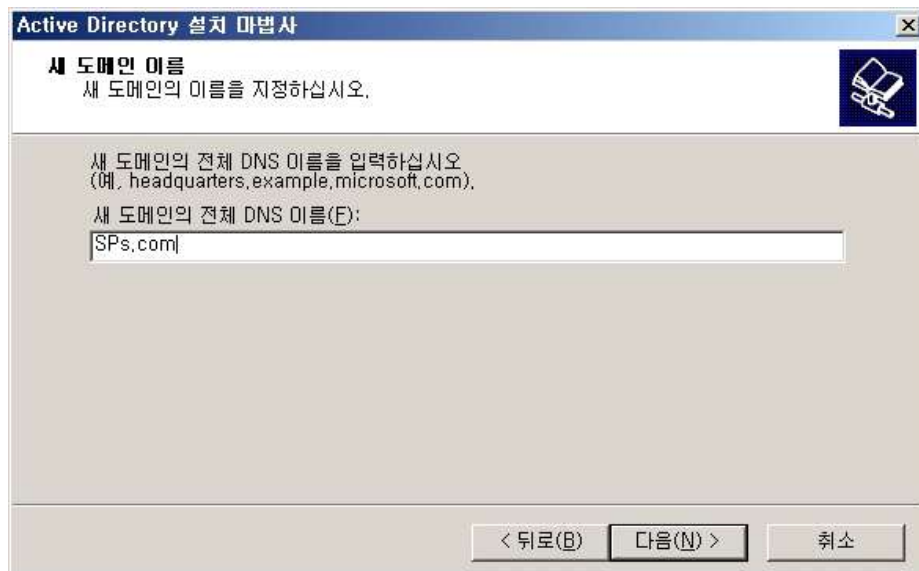 Active Directory 설치 마법사
새 도메인 이름
새 도메인의 이름을 지정하십시오.
새 도메인의 전체 DNS 이름을 입력하십시오
(예, headquarters.example.microsoft.com).
새 도메인의 전체 DNS 이름(F):
SPs.com
< 뒤로(B) 다음(N) > 취소